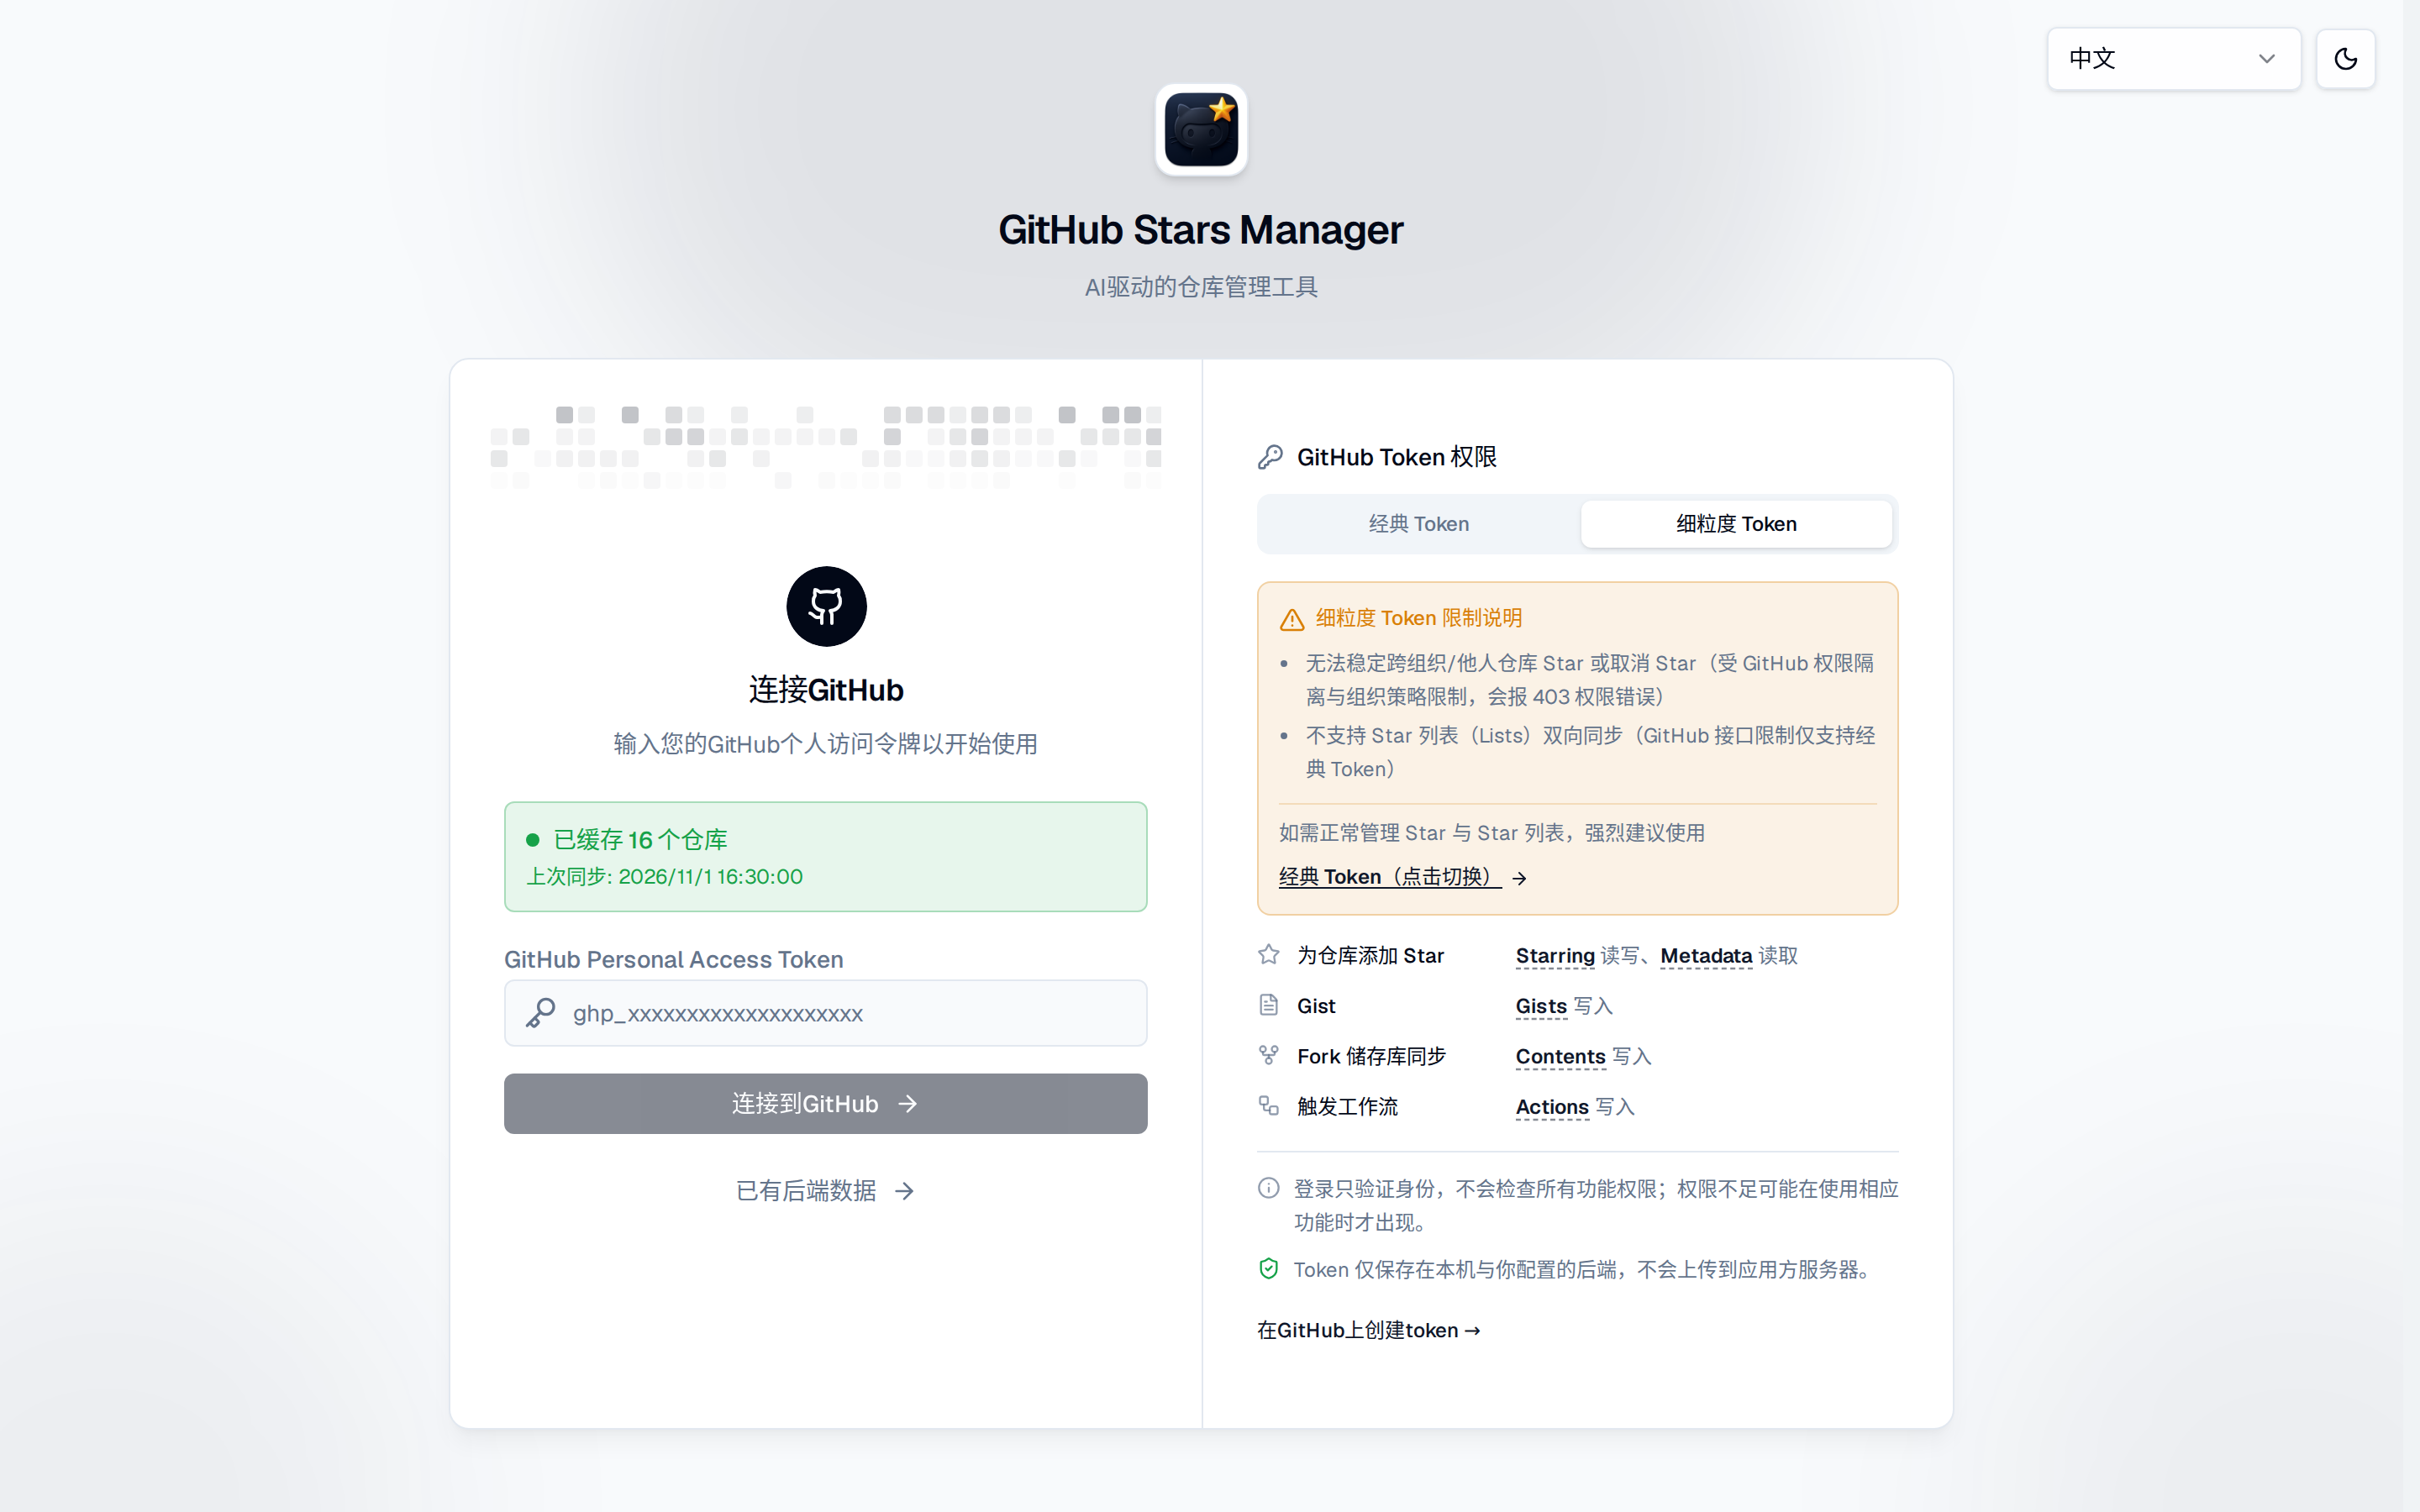 中文
GitHub Stars Manager
AI驱动的仓库管理工具
连接GitHub
输入您的GitHub个人访问令牌以开始使用
已缓存 16 个仓库
上次同步: 2026/11/1 16:30:00
GitHub Personal Access Token
ghp_xxxxxxxxxxxxxxxxxxxx
连接到GitHub →
已有后端数据 →
GitHub Token 权限
经典 Token
细粒度 Token
细粒度 Token 限制说明
• 无法稳定跨组织/他人仓库 Star 或取消 Star（受 GitHub 权限隔
离与组织策略限制，会报 403 权限错误）
• 不支持 Star 列表（Lists）双向同步（GitHub 接口限制仅支持经
典 Token）
如需正常管理 Star 与 Star 列表，强烈建议使用
经典 Token（点击切换） →
为仓库添加 Star Starring 读写、Metadata 读取
Gist Gists 写入
Fork 储存库同步 Contents 写入
触发工作流 Actions 写入
登录只验证身份，不会检查所有功能权限；权限不足可能在使用相应
功能时才出现。
Token 仅保存在本机与你配置的后端，不会上传到应用方服务器。
在GitHub上创建token →